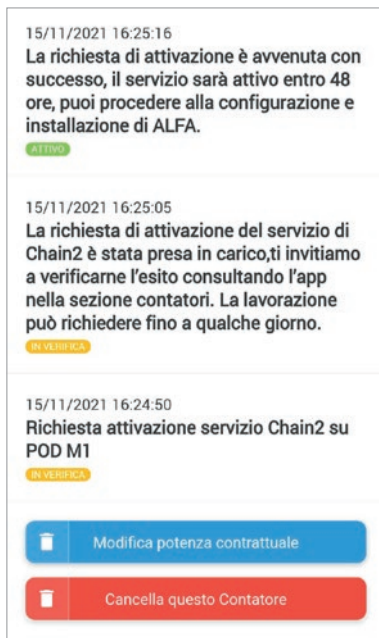 15/11/2021 16:25:16
La richiesta di attivazione è avvenuta con
successo, il servizio sarà attivo entro 48
ore, puoi procedere alla configurazione e
installazione di ALFA.
ATTIVO
15/11/2021 16:25:05
La richiesta di attivazione del servizio di
Chain2 è stata presa in carico,ti invitiamo
a verificarne l'esito consultando l'app
nella sezione contatori. La lavorazione
può richiedere fino a qualche giorno.
IN VERIFICA
15/11/2021 16:24:50
Richiesta attivazione servizio Chain2 su
POD M1
IN VERIFICA
Modifica potenza contrattuale
Cancella questo Contatore